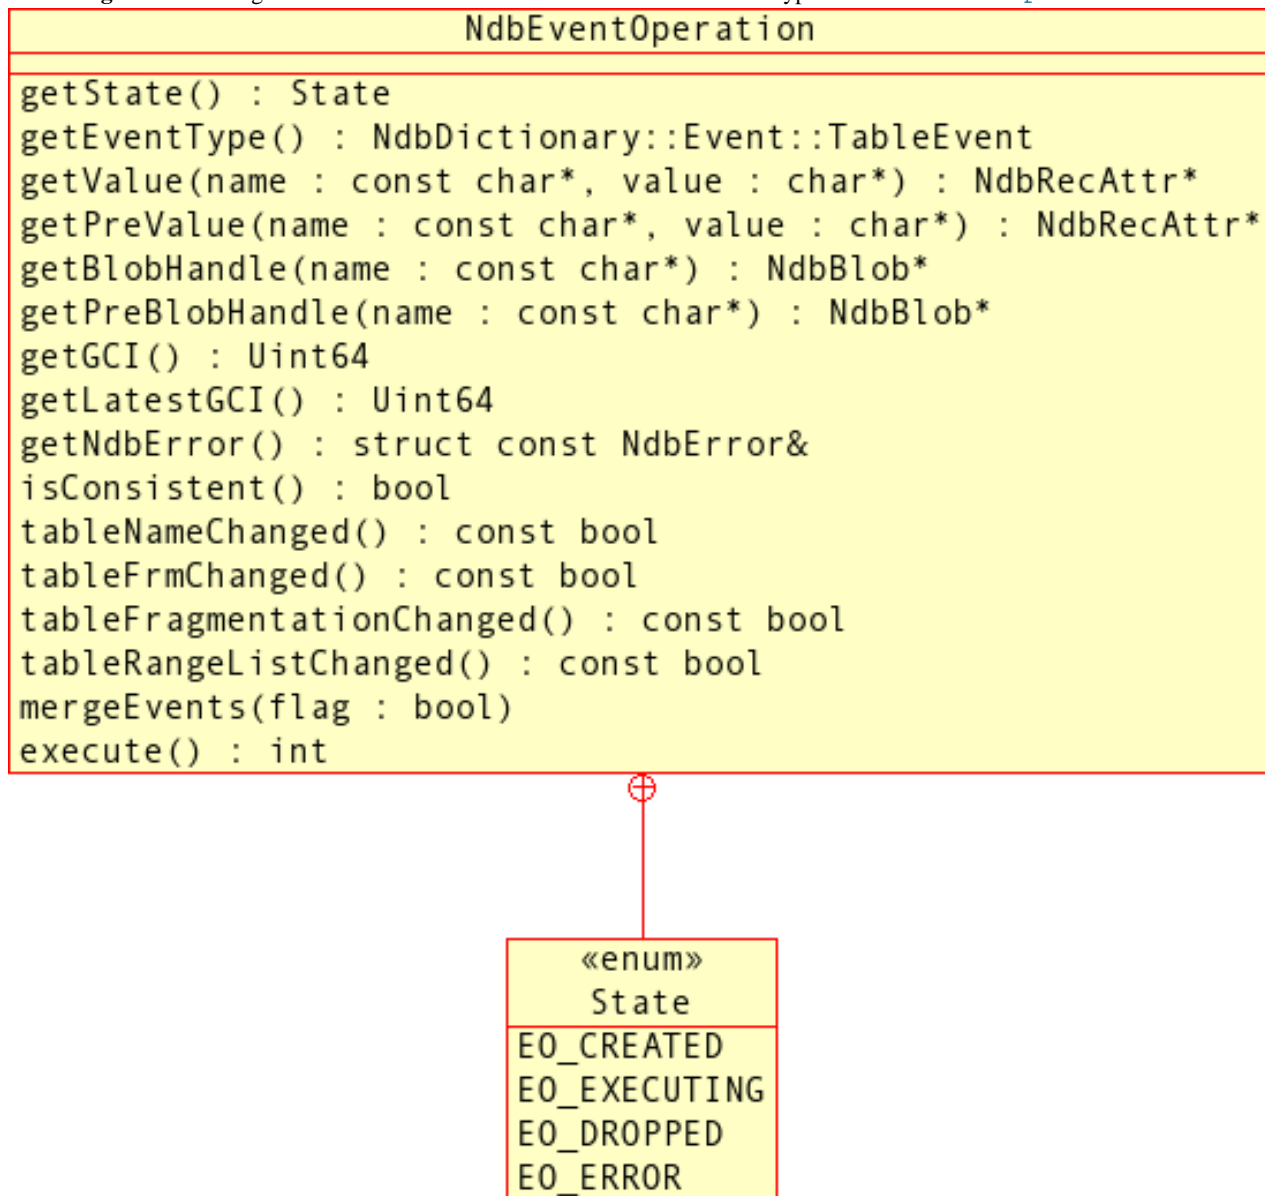 NdbEventOperation
getState() : State
getEventType() : NdbDictionary::Event::TableEvent
getValue(name : const char*, value : char*) : NdbRecAttr*
getPreValue(name : const char*, value : char*) : NdbRecAttr*
getBlobHandle(name : const char*) : NdbBlob*
getPreBlobHandle(name : const char*) : NdbBlob*
getGCI() : Uint64
getLatestGCI() : Uint64
getNdbError() : struct const NdbError&
isConsistent() : bool
tableNameChanged() : const bool
tableFrmChanged() : const bool
tableFragmentationChanged() : const bool
tableRangeListChanged() : const bool
mergeEvents(flag : bool)
execute() : int
«enum»
State
EO_CREATED
EO_EXECUTING
EO_DROPPED
EO_ERROR